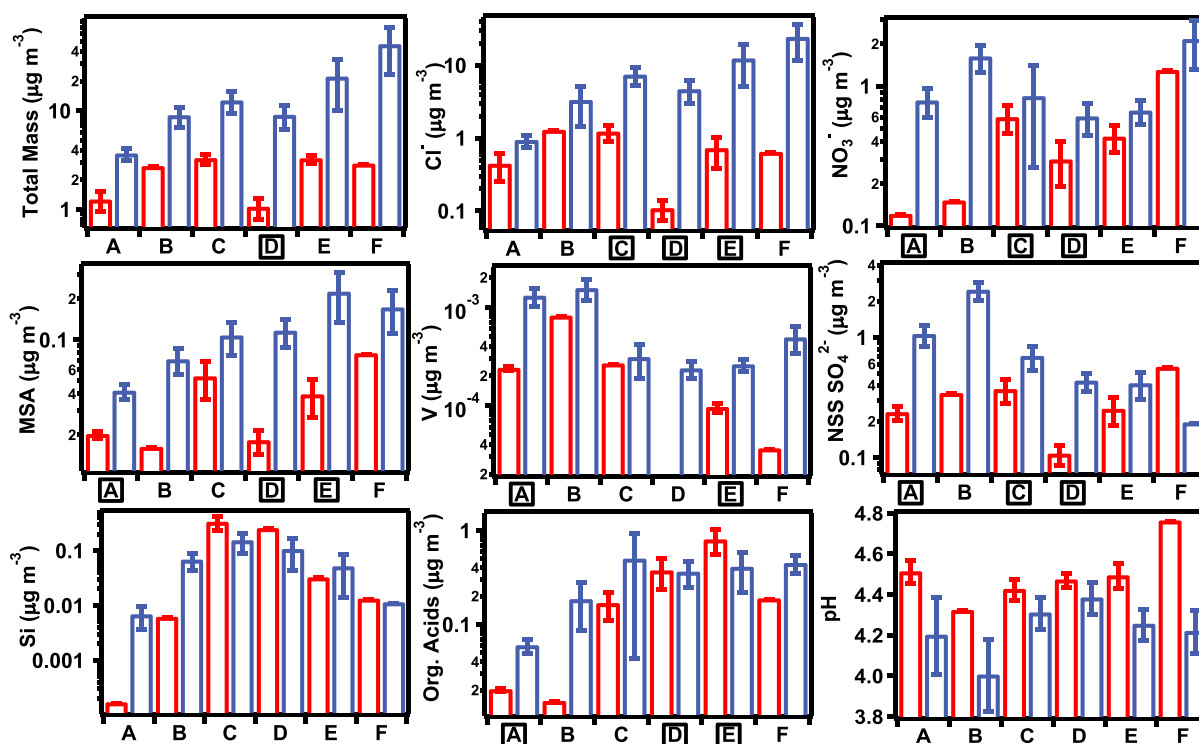 Total Mass (µg m⁻³)
4
2
10
4
2
1
A B C D E F
Cl⁻ (µg m⁻³)
10
1
0.1
A B C D E F
NO₃⁻ (µg m⁻³)
2
1
6
4
2
0.1
A B C D E F
MSA (µg m⁻³)
2
0.1
8
6
4
2
A B C D E F
V (µg m⁻³)
2
10⁻³
4
2
10⁻⁴
4
2
A B C D E F
NSS SO₄²⁻ (µg m⁻³)
4
2
1
4
2
0.1
A B C D E F
Si (µg m⁻³)
0.1
0.01
0.001
A B C D E F
Org. Acids (µg m⁻³)
1
4
2
0.1
4
2
A B C D E F
pH
4.8
4.6
4.4
4.2
4.0
3.8
A B C D E F